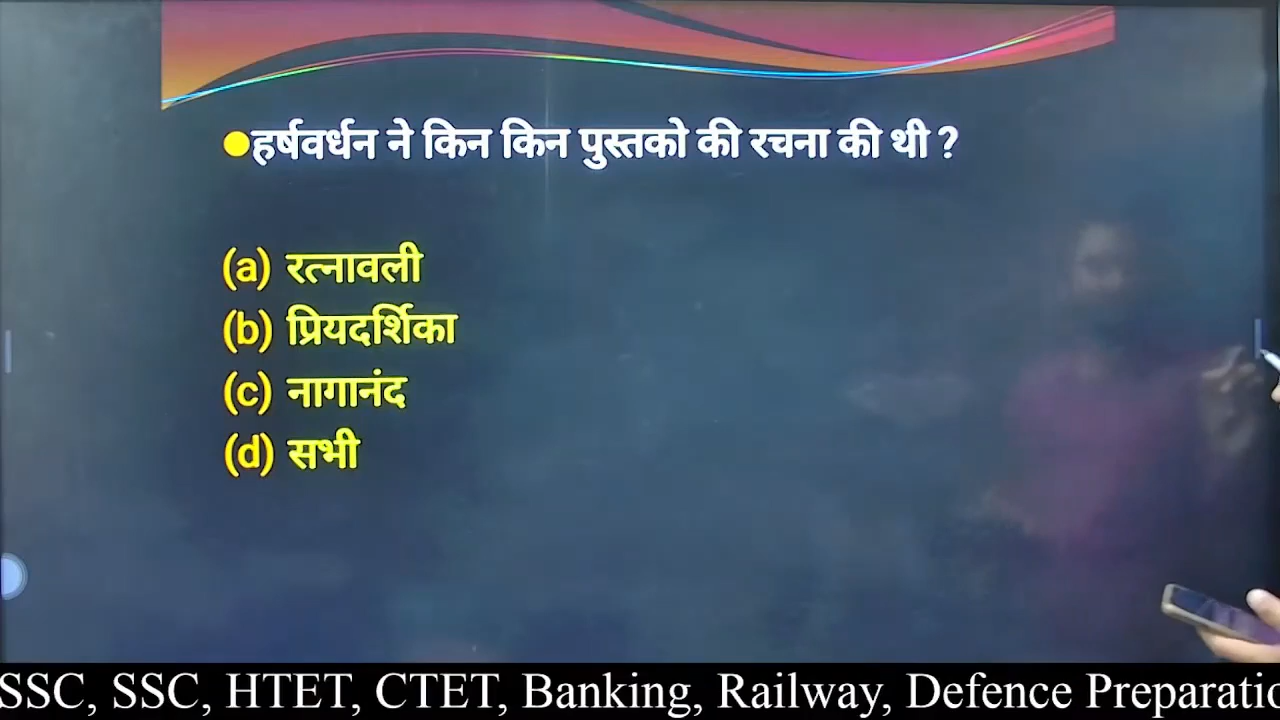 ●हर्षवर्धन ने किन किन पुस्तको की रचना की थी ?
(a) रत्नावली
(b) प्रियदर्शिका
(c) नागानंद
(d) सभी
SSC, SSC, HTET, CTET, Banking, Railway, Defence Preparatio